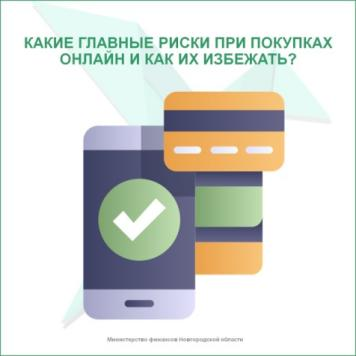 КАКИЕ ГЛАВНЫЕ РИСКИ ПРИ ПОКУПКАХ
ОНЛАЙН И КАК ИХ ИЗБЕЖАТЬ?
Министерство финансов Новгородской области